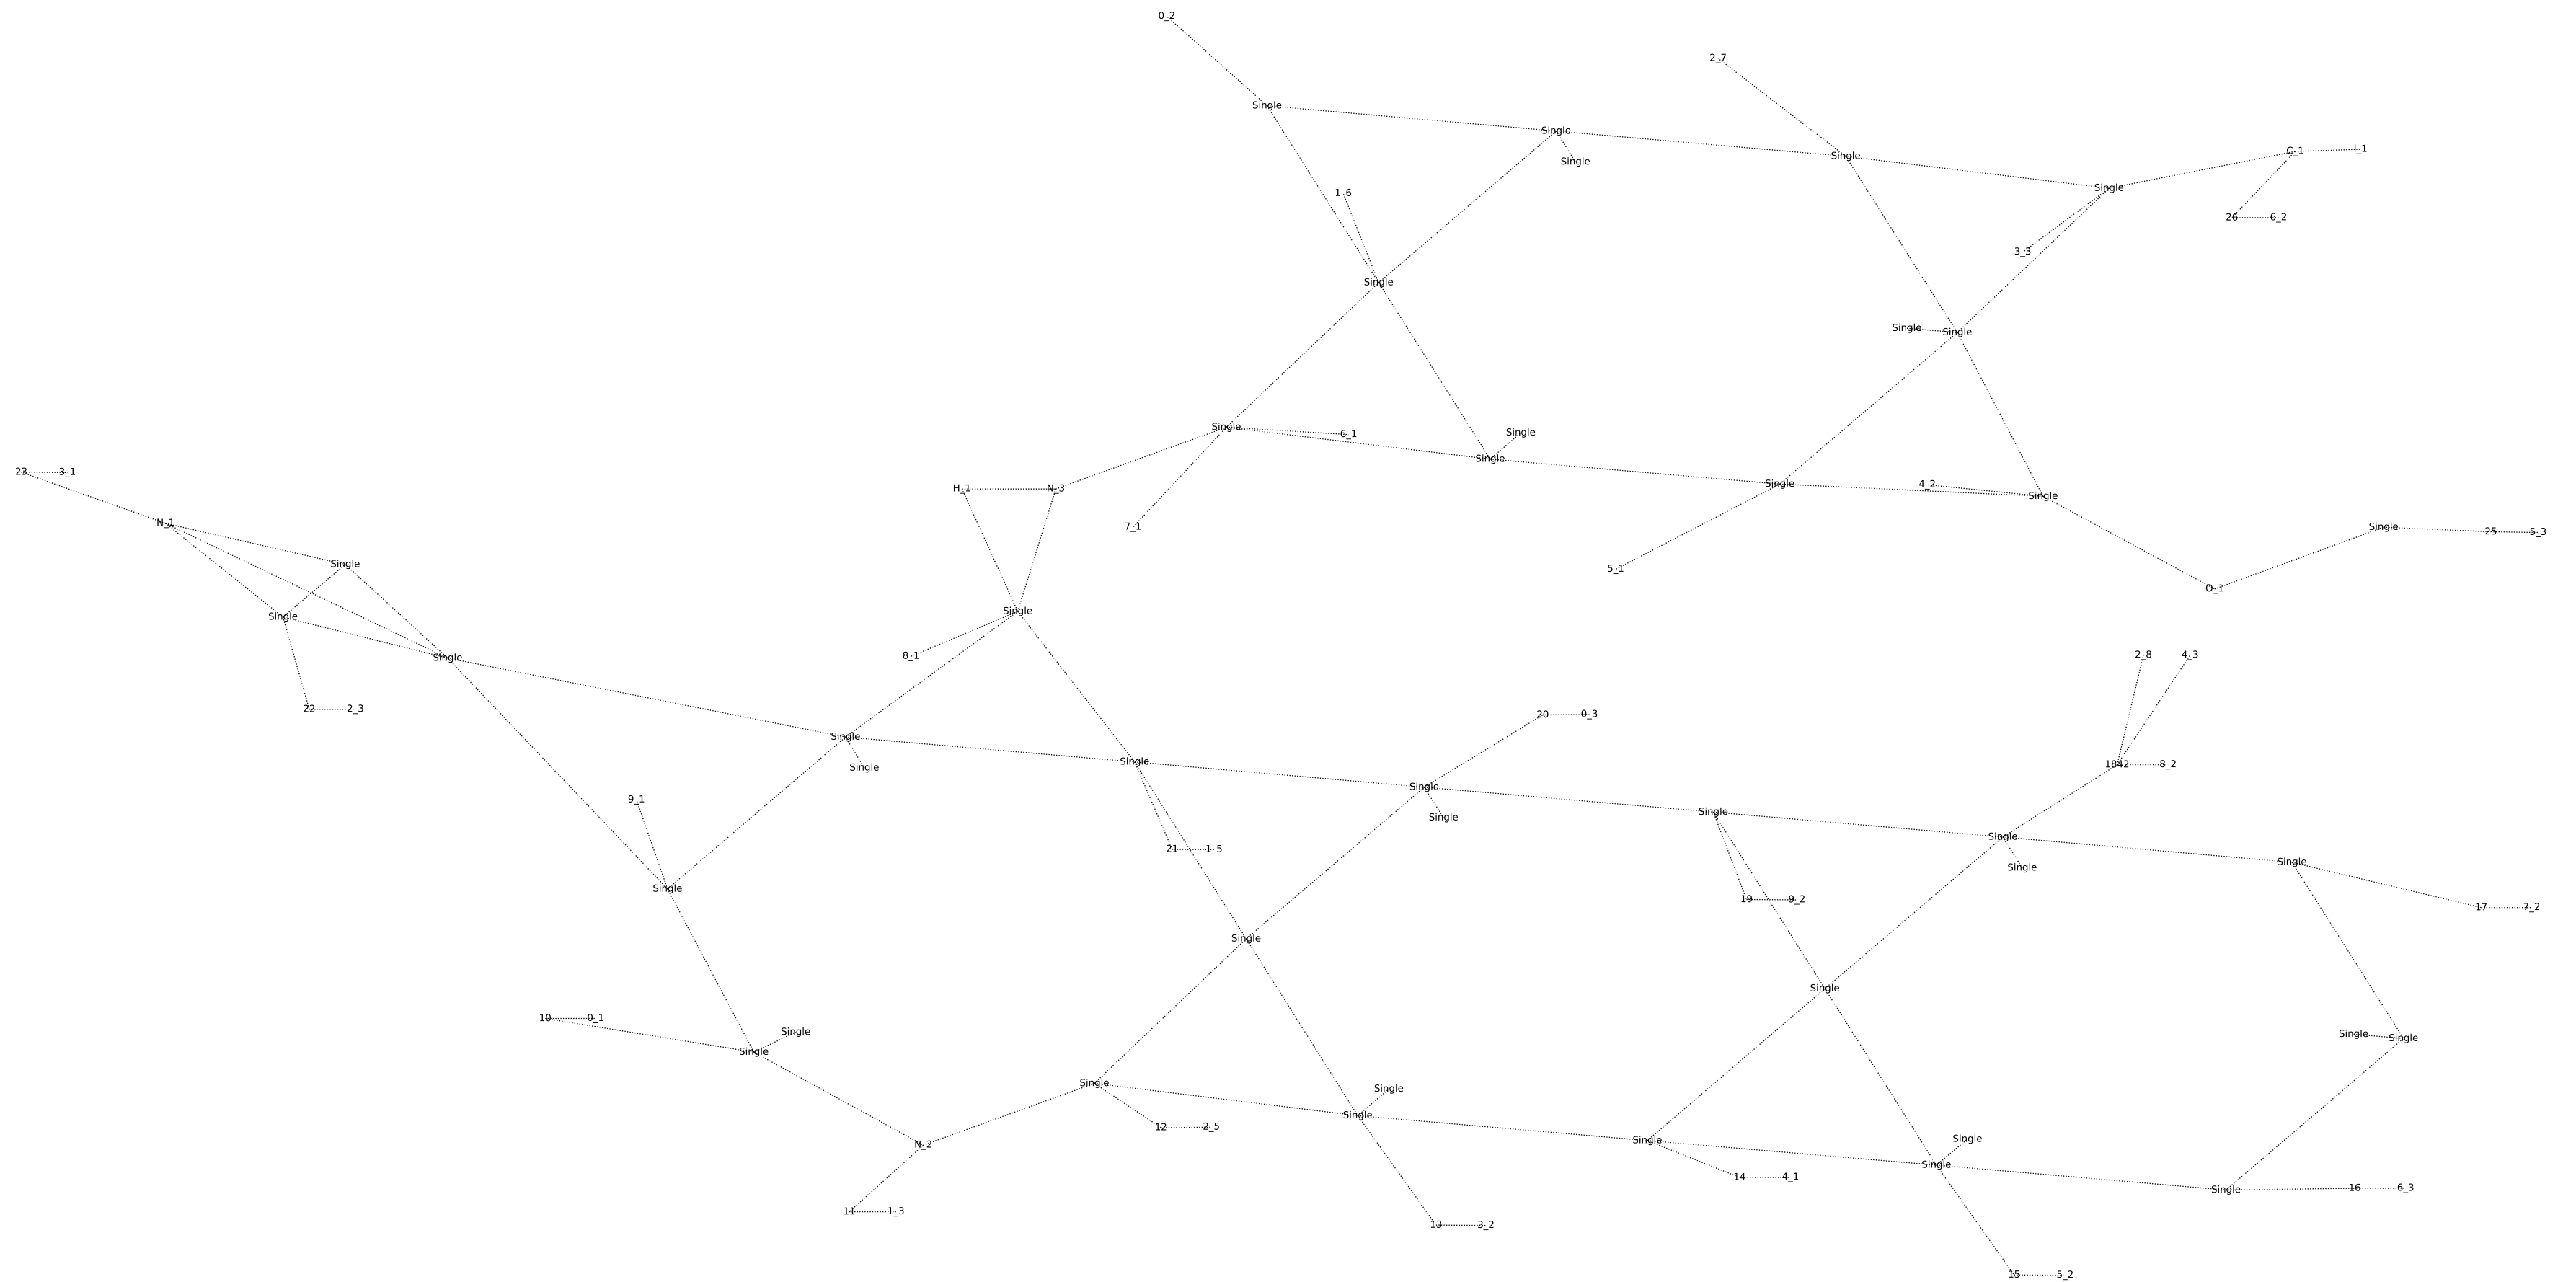 0_2
2_7
Single
Single
Single
C_1
I_1
Single
Single
1_6
26
6_2
3_3
Single
Single
Single
Single
6_1
Single
Single
23
3_1
Single
4_2
H_1
N_3
Single
N_1
7_1
Single
25
5_3
Single
5_1
O_1
Single
Single
8_1
Single
2_8
4_3
22
2_3
20
0_3
Single
Single
Single
1842
8_2
Single
9_1
Single
Single
Single
21
1_5
Single
Single
Single
19
9_2
17
7_2
Single
Single
10
0_1
Single
Single
Single
Single
Single
Single
Single
12
2_5
Single
Single
N_2
Single
14
4_1
Single
16
6_3
11
1_3
13
3_2
15
5_2